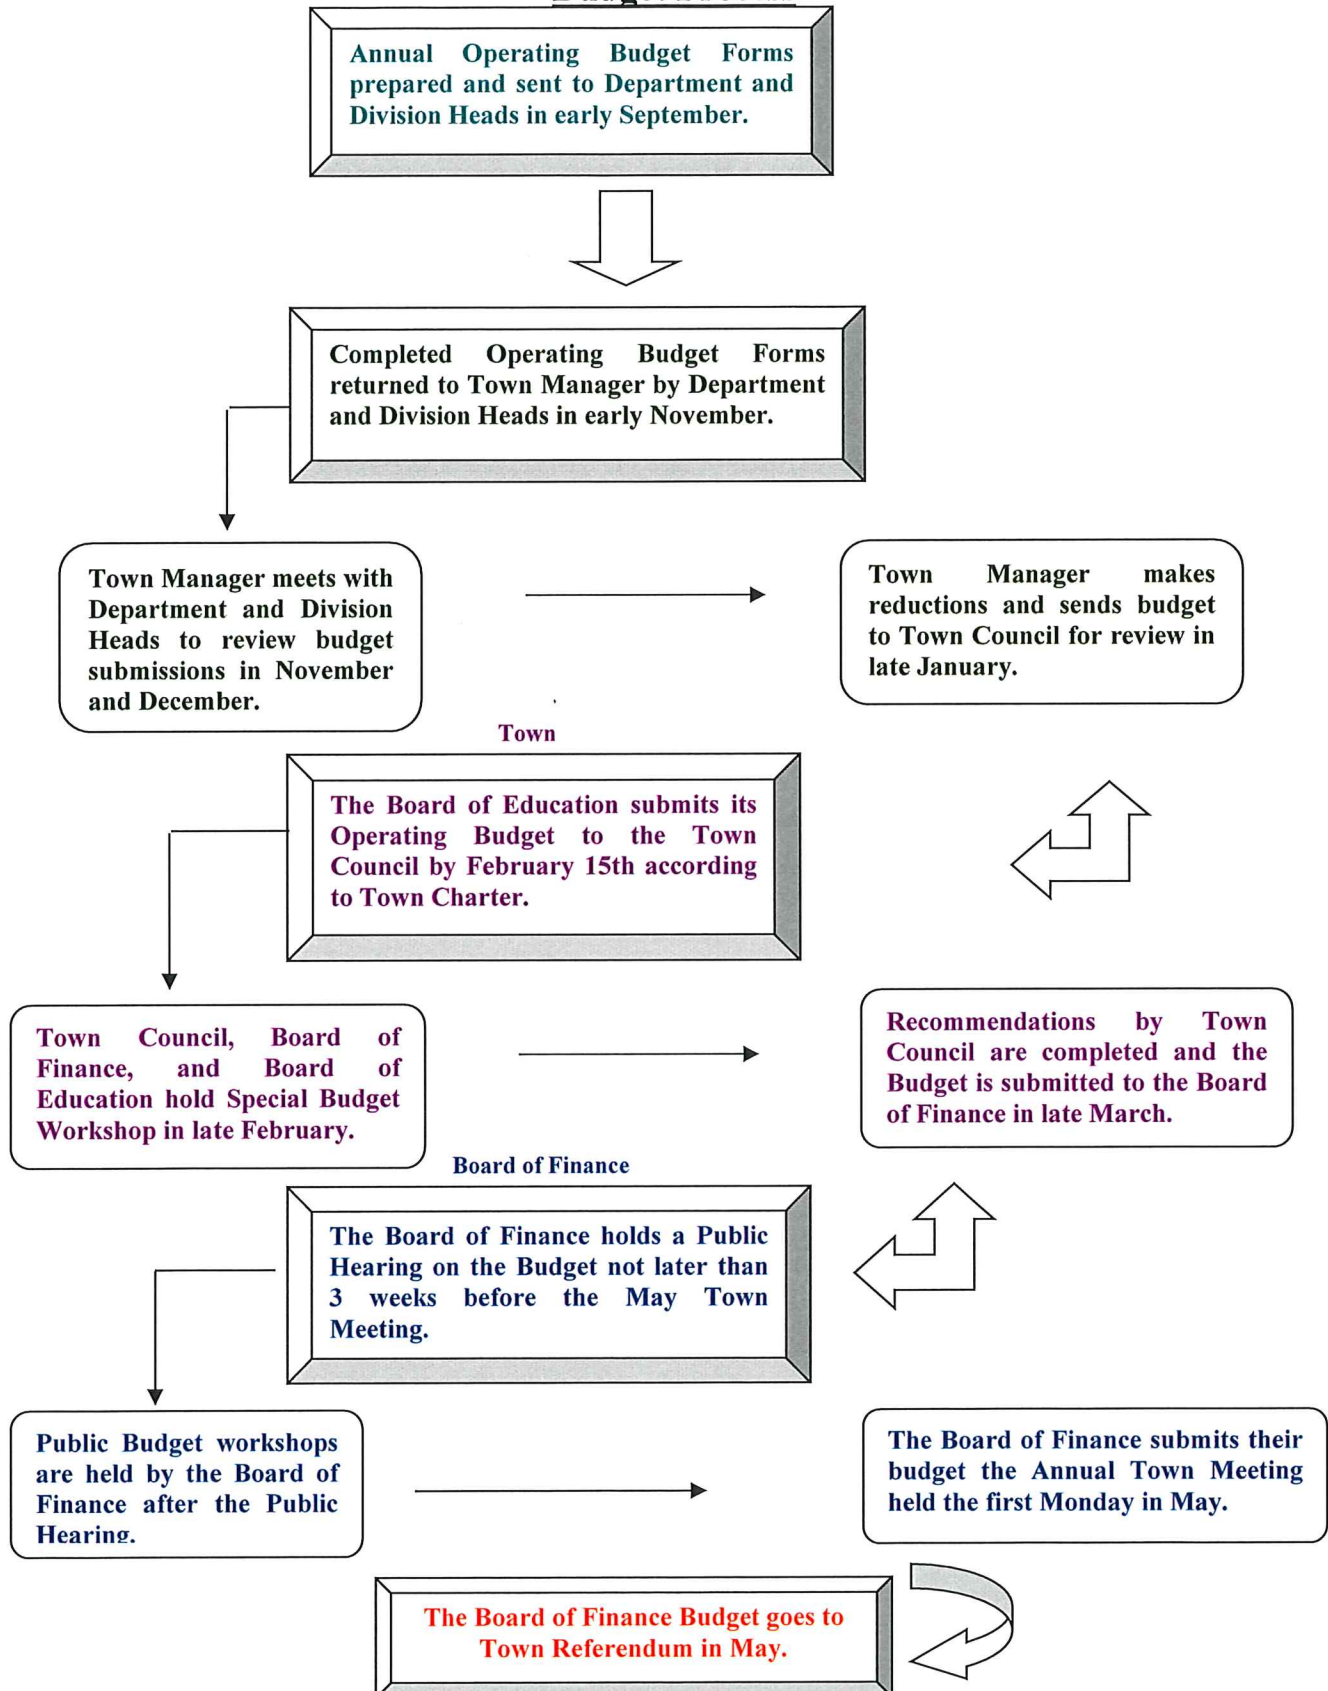 Annual Operating Budget Forms
prepared and sent to Department and
Division Heads in early September.
Completed Operating Budget Forms
returned to Town Manager by Department
and Division Heads in early November.
Town Manager meets with
Department and Division
Heads to review budget
submissions in November
and December.
Town Manager makes
reductions and sends budget
to Town Council for review in
late January.
Town
The Board of Education submits its
Operating Budget to the Town
Council by February 15th according
to Town Charter.
Town Council, Board of
Finance, and Board of
Education hold Special Budget
Workshop in late February.
Recommendations by Town
Council are completed and the
Budget is submitted to the Board
of Finance in late March.
Board of Finance
The Board of Finance holds a Public
Hearing on the Budget not later than
3 weeks before the May Town
Meeting.
Public Budget workshops
are held by the Board of
Finance after the Public
Hearing.
The Board of Finance submits their
budget the Annual Town Meeting
held the first Monday in May.
The Board of Finance Budget goes to
Town Referendum in May.